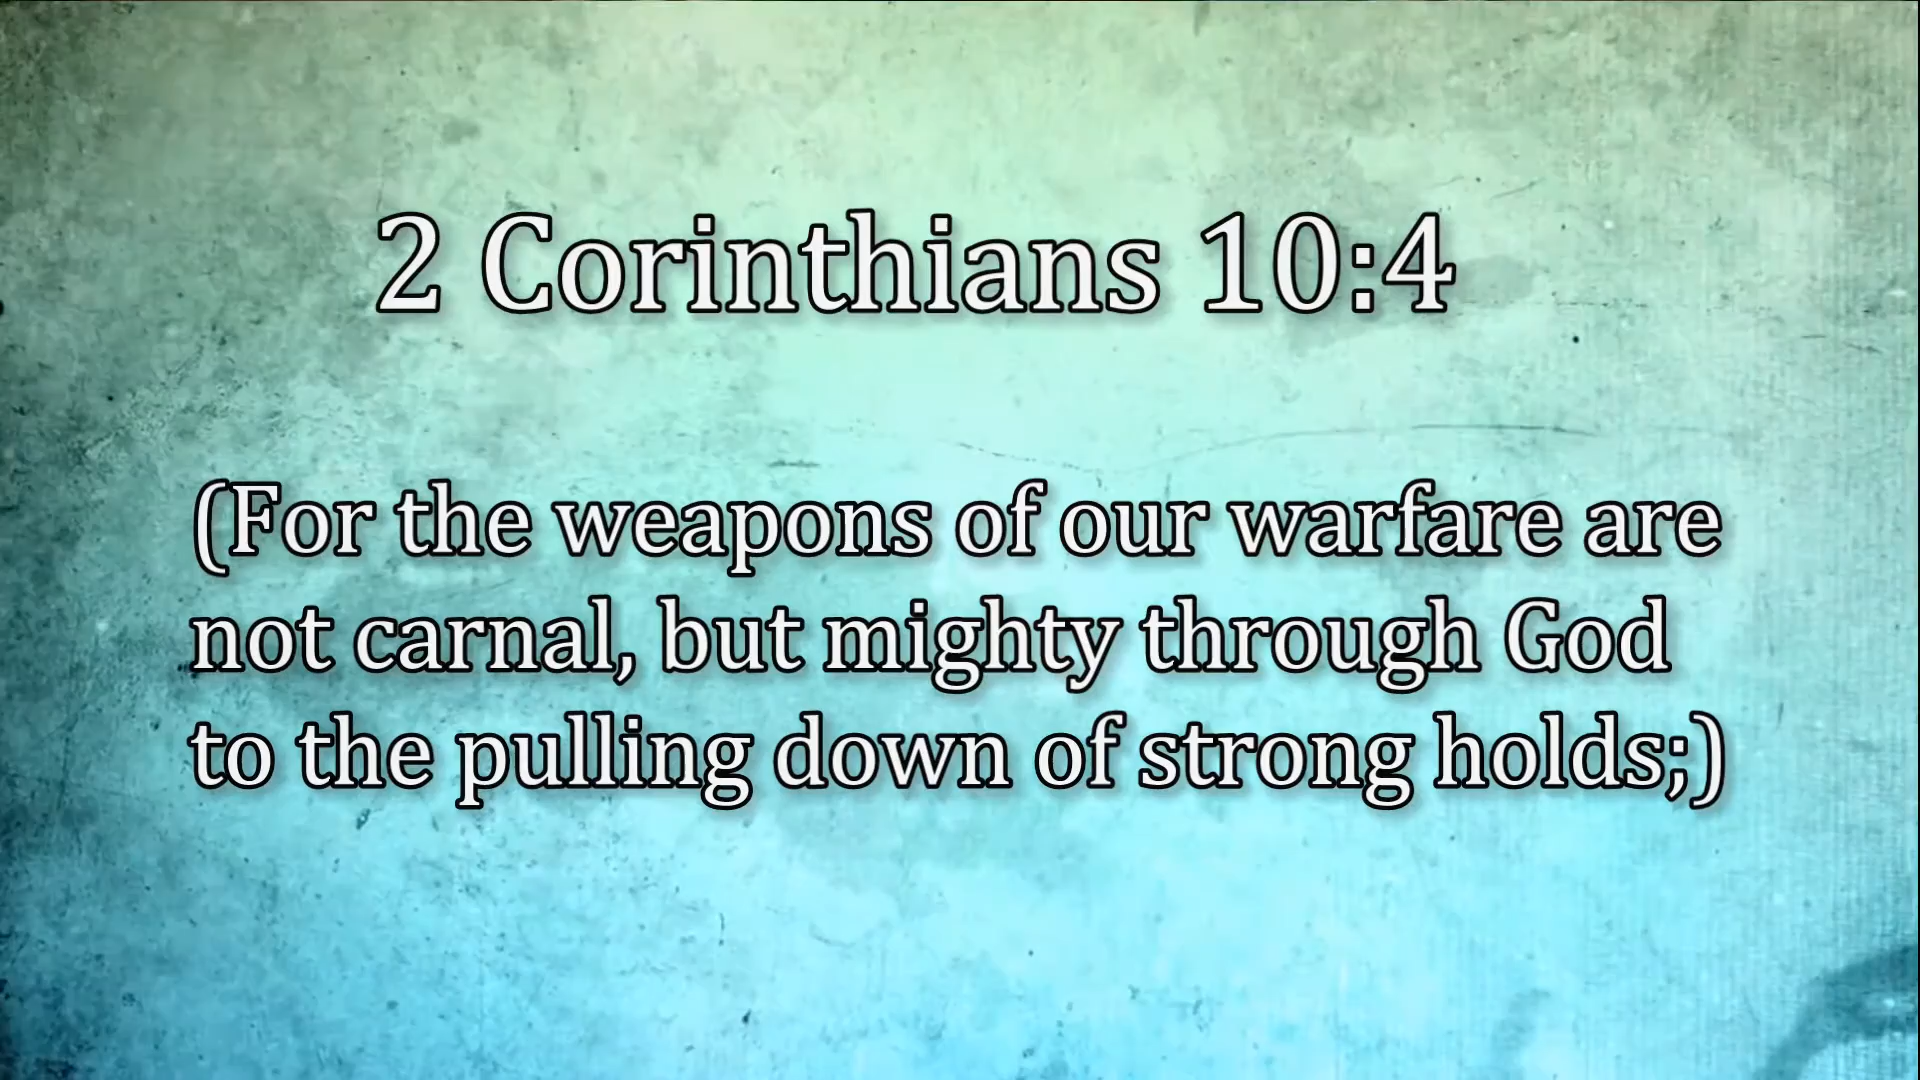 2 Corinthians 10:4
(For the weapons of our warfare are
not carnal, but mighty through God
to the pulling down of strong holds;)